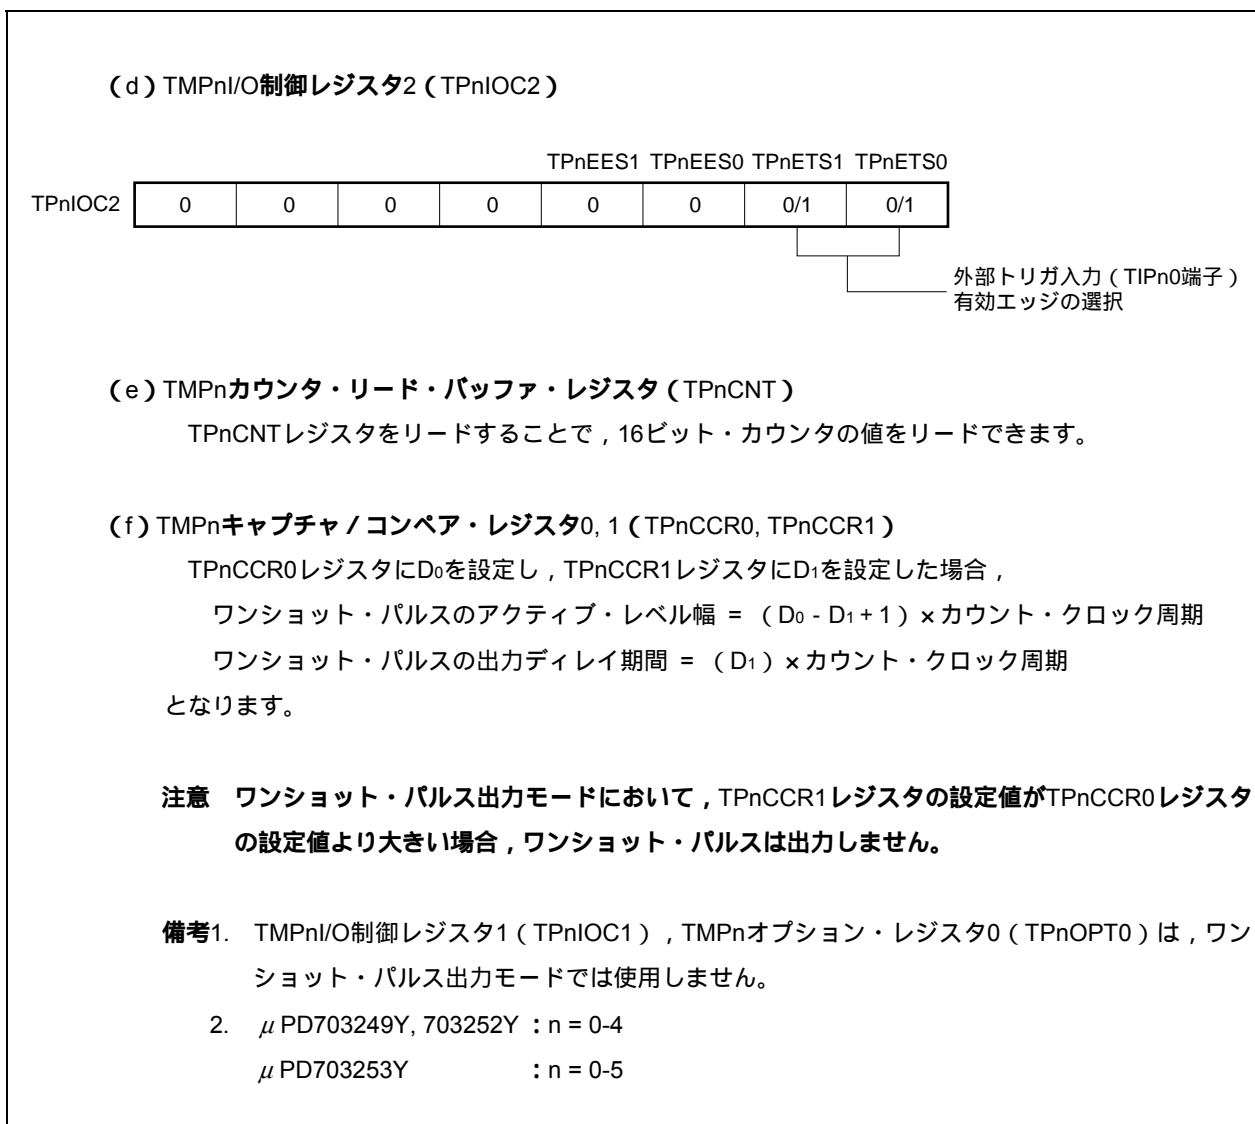 (d)TMPnI/O制御レジスタ2(TPnIOC2)
TPnEES1 TPnEES0 TPnETS1 TPnETS0
TPnIOC2 0 0 0 0 0 0 0/1 0/1
外部トリガ入力(TIPn0端子)
有効エッジの選択
(e)TMPnカウンタ・リード・バッファ・レジスタ(TPnCNT)
TPnCNTレジスタをリードすることで,16ビット・カウンタの値をリードできます。
(f)TMPnキャプチャ/コンペア・レジスタ0, 1(TPnCCR0, TPnCCR1)
TPnCCR0レジスタにD0を設定し,TPnCCR1レジスタにD1を設定した場合,
ワンショット・パルスのアクティブ・レベル幅 = (D0 - D1 + 1)×カウント・クロック周期
ワンショット・パルスの出力ディレイ期間 = (D1)×カウント・クロック周期
となります。
注意 ワンショット・パルス出力モードにおいて,TPnCCR1レジスタの設定値がTPnCCR0レジスタ
の設定値より大きい場合,ワンショット・パルスは出力しません。
備考1. TMPnI/O制御レジスタ1(TPnIOC1),TMPnオプション・レジスタ0(TPnOPT0)は,ワン
ショット・パルス出力モードでは使用しません。
2. μPD703249Y, 703252Y:n = 0-4
μPD703253Y :n = 0-5